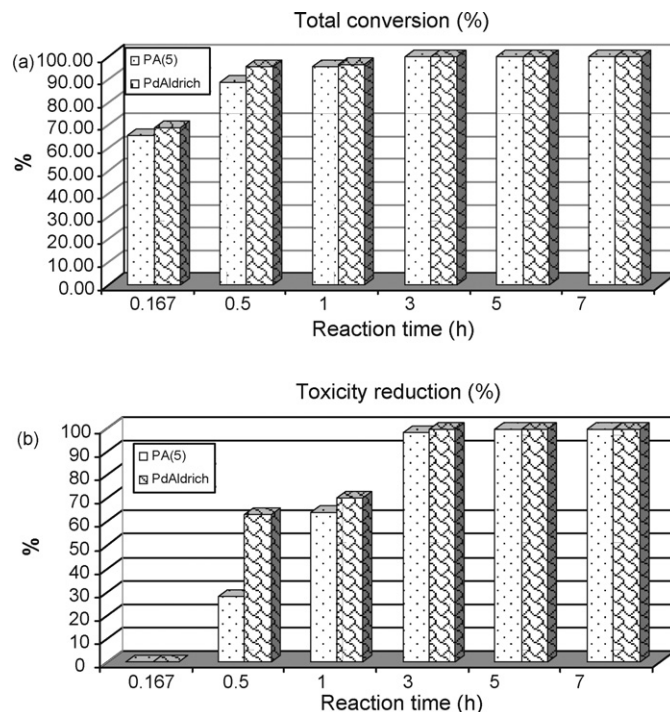 Total conversion (%)
(a)
PA(5)
PdAldrich
100.00
90.00
80.00
70.00
60.00
50.00
40.00
30.00
20.00
10.00
0.00
%
0.167 0.5 1 3 5 7
Reaction time (h)
Toxicity reduction (%)
(b)
PA(5)
PdAldrich
100
90
80
70
60
50
40
30
20
10
0
%
0.167 0.5 1 3 5 7
Reaction time (h)